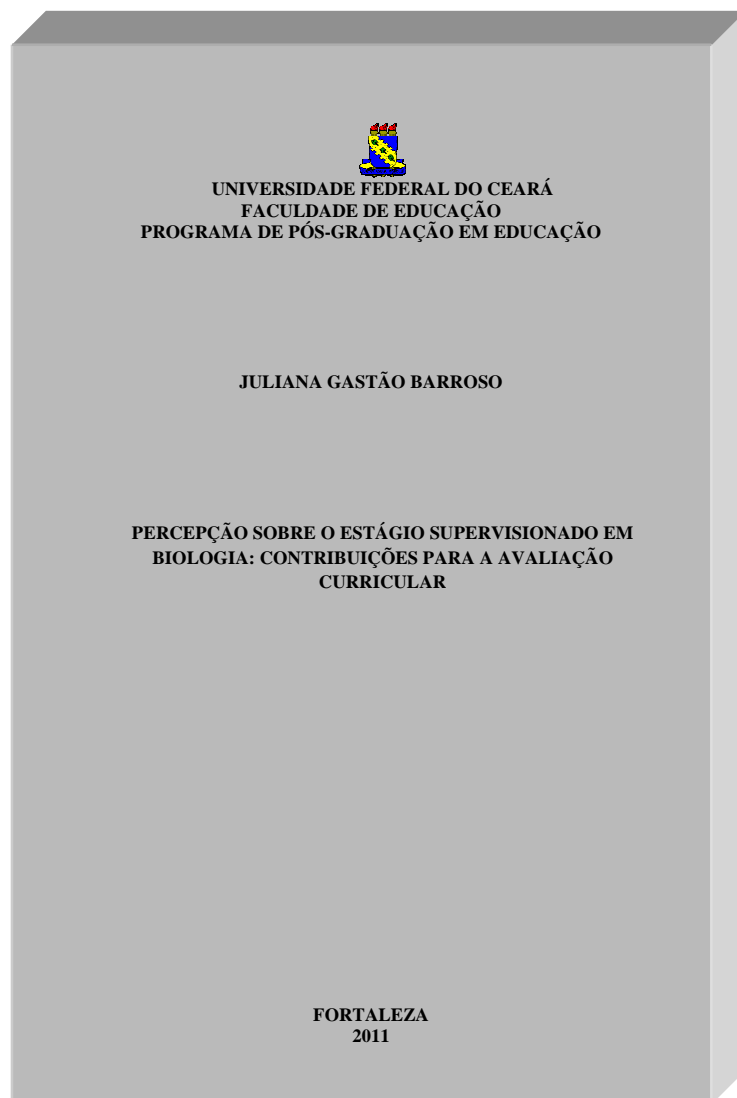 UNIVERSIDADE FEDERAL DO CEARÁ
FACULDADE DE EDUCAÇÃO
PROGRAMA DE PÓS-GRADUAÇÃO EM EDUCAÇÃO
JULIANA GASTÃO BARROSO
PERCEPÇÃO SOBRE O ESTÁGIO SUPERVISIONADO EM
BIOLOGIA: CONTRIBUIÇÕES PARA A AVALIAÇÃO
CURRICULAR
FORTALEZA
2011